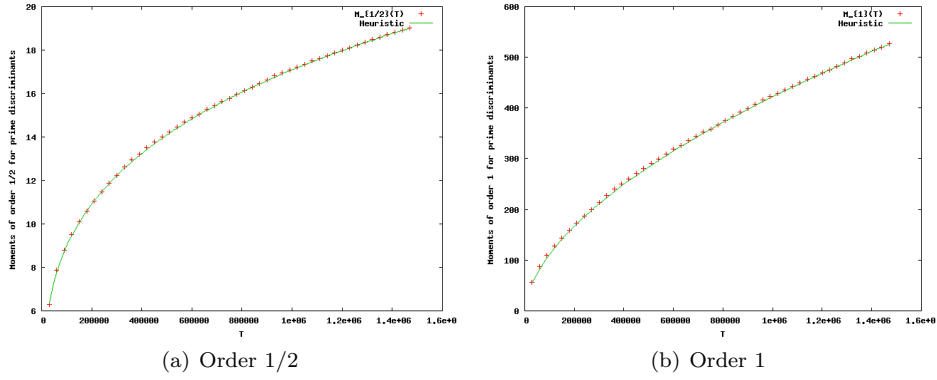 20
18
16
14
12
10
8
6
Moments of order 1/2 for prime discriminants
M_{1/2}(T)
Heuristic
0 200000 400000 600000 800000 1e+06 1.2e+06 1.4e+06 1.6e+0
T
(a) Order 1/2
600
500
400
300
200
100
0
Moments of order 1 for prime discriminants
M_{1}(T)
Heuristic
0 200000 400000 600000 800000 1e+06 1.2e+06 1.4e+06 1.6e+0
T
(b) Order 1